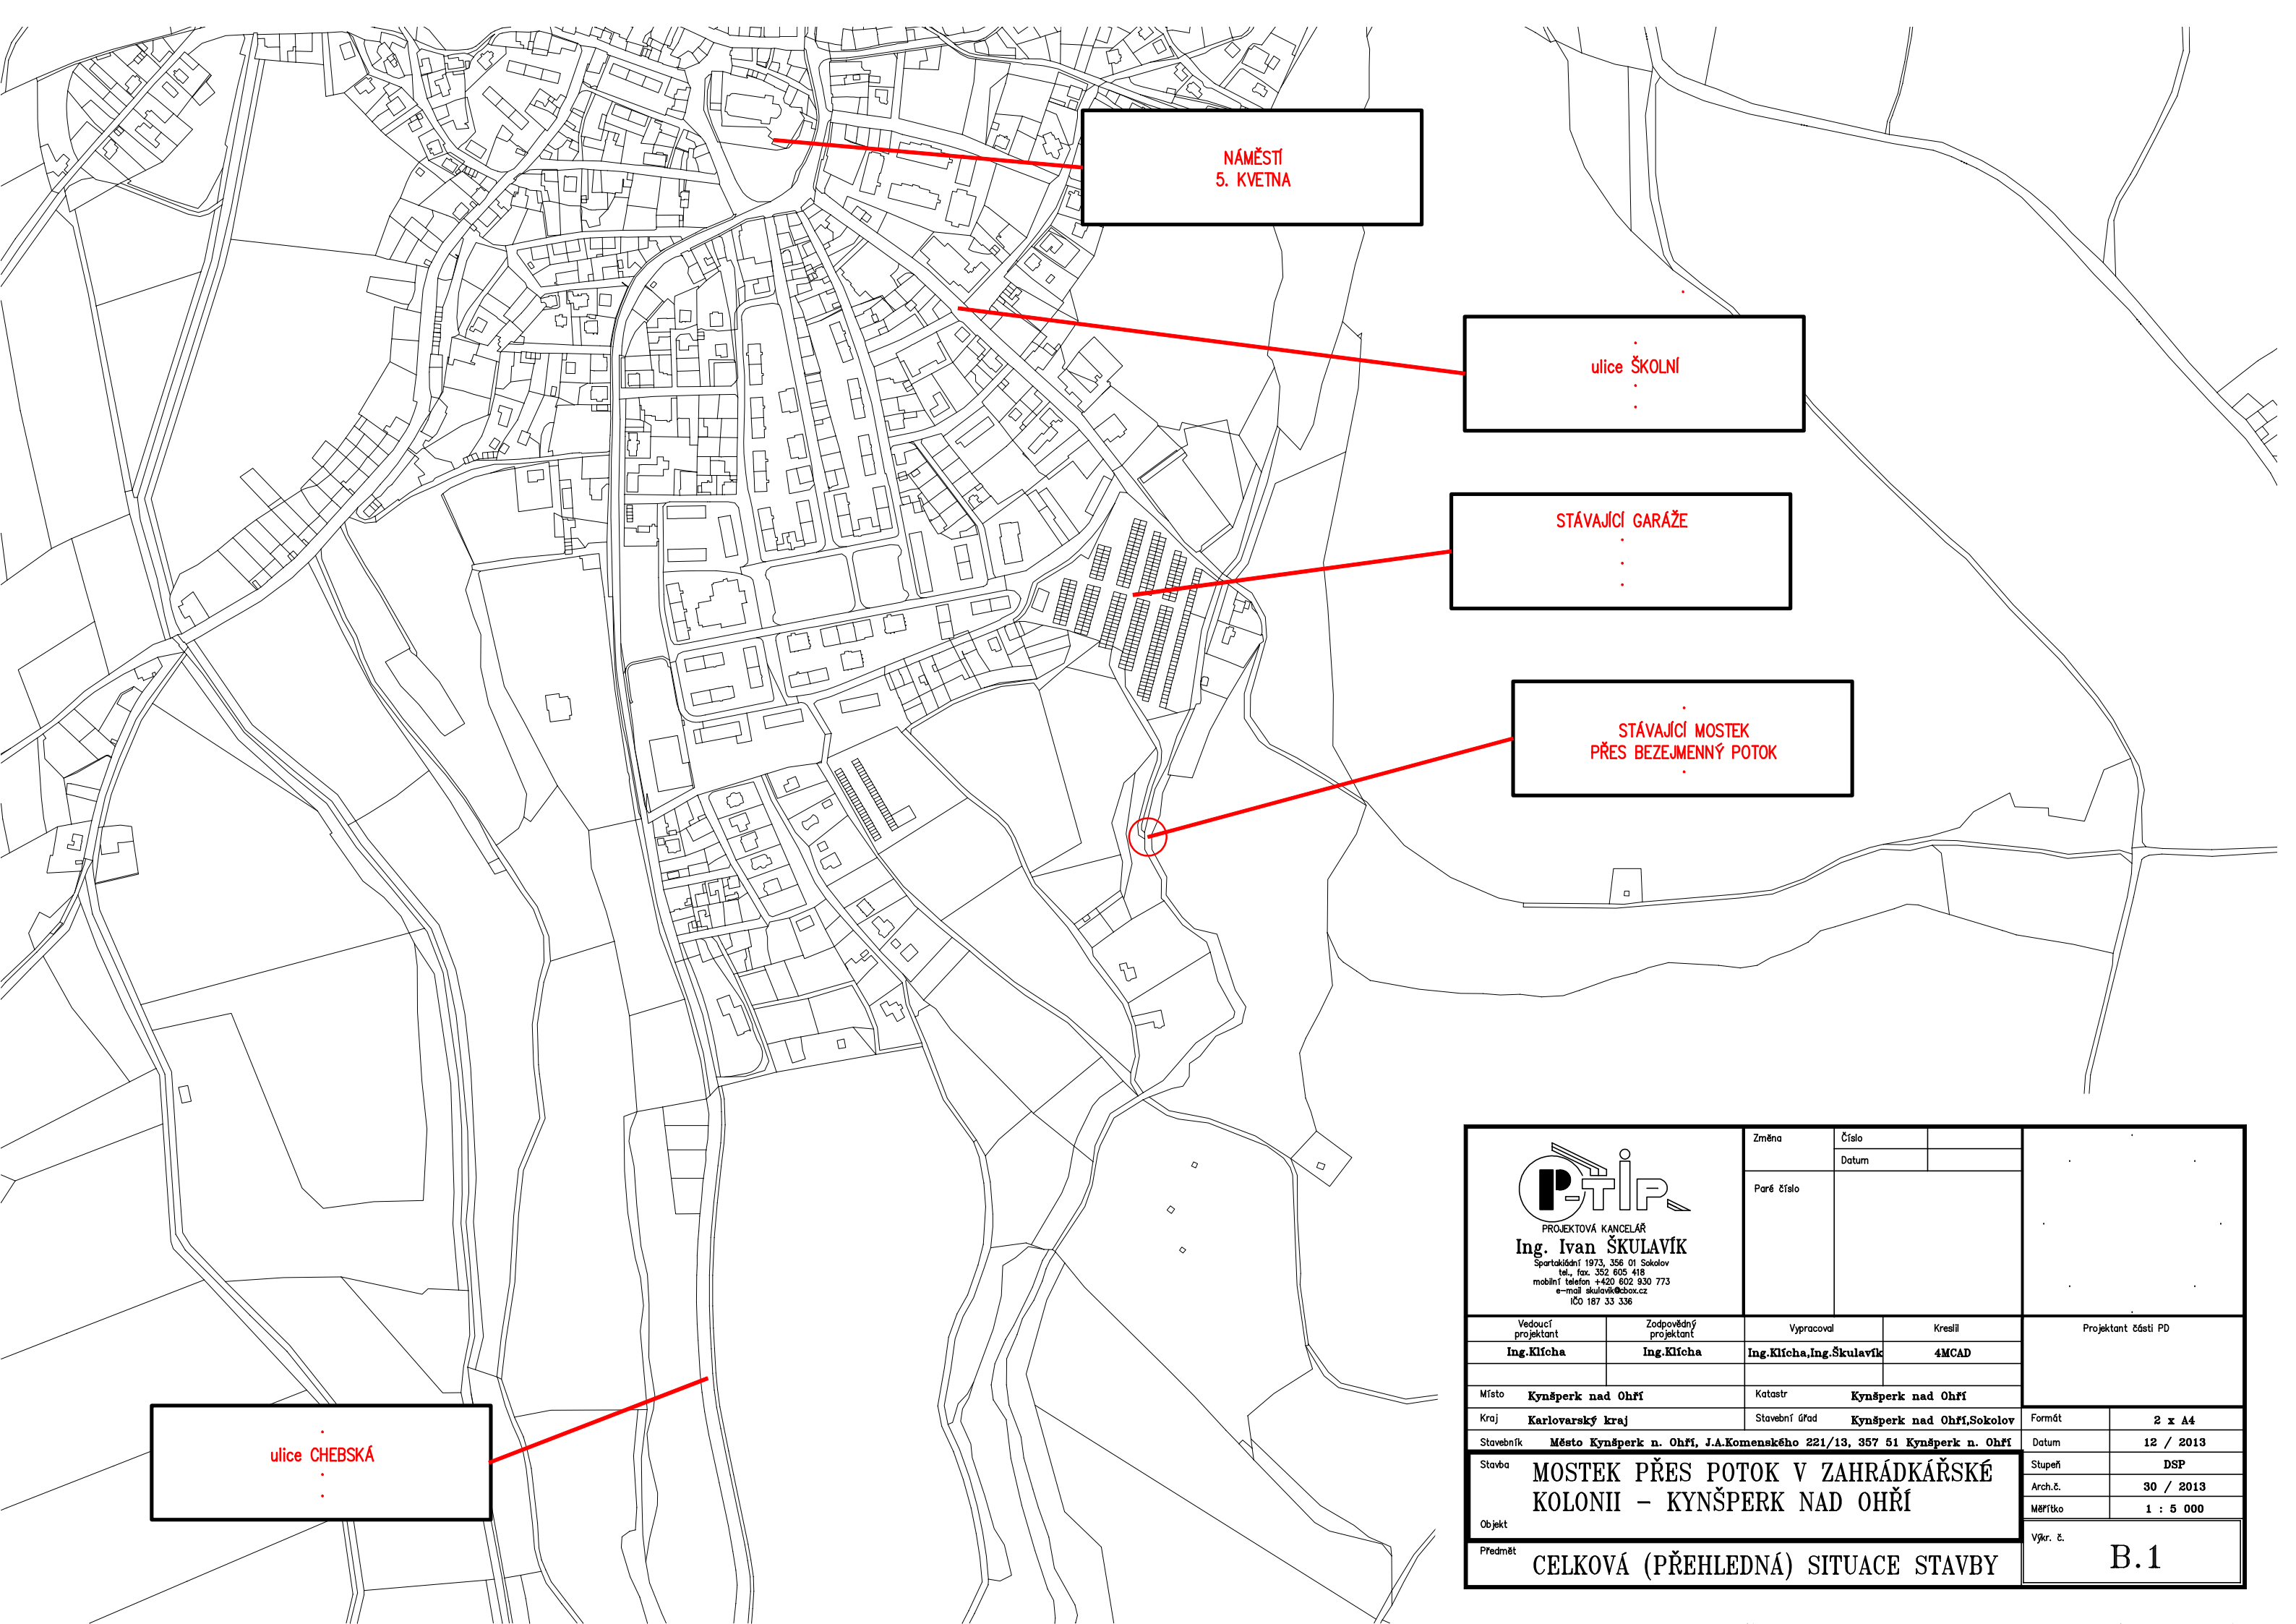 NÁMĚSTÍ
5. KVETNA
ulice ŠKOLNÍ
STÁVAJÍCÍ GARÁŽE
STÁVAJÍCÍ MOSTEK
PŘES BEZEJMENNÝ POTOK
ulice CHEBSKÁ
P-TIP
PROJEKTOVÁ KANCELÁŘ
Ing. Ivan ŠKULAVÍK
Spartakiádní 1973, 356 01 Sokolov
tel., fax. 352 605 418
mobilní telefon +420 602 930 773
e-mail skulavik@cbox.cz
IČO 187 33 336
Změna
Číslo
Datum
Paré číslo
Vedoucí projektant
Zodpovědný projektant
Vypracoval
Kreslil
Projektant části PD
Ing.Klícha
Ing.Klícha
Ing.Klícha,Ing.Škulavík
4MCAD
Místo Kynšperk nad Ohří
Katastr Kynšperk nad Ohří
Kraj Karlovarský kraj
Stavební úřad Kynšperk nad Ohří,Sokolov
Formát 2 x A4
Stavebník Město Kynšperk n. Ohří, J.A.Komenského 221/13, 357 51 Kynšperk n. Ohří
Datum 12 / 2013
Stavba MOSTEK PŘES POTOK V ZAHRÁDKÁŘSKÉ
KOLONII – KYNŠPERK NAD OHŘÍ
Stupeň DSP
Arch.č. 30 / 2013
Měřítko 1 : 5 000
Objekt
Předmět CELKOVÁ (PŘEHLEDNÁ) SITUACE STAVBY
Výkr. č. B.1